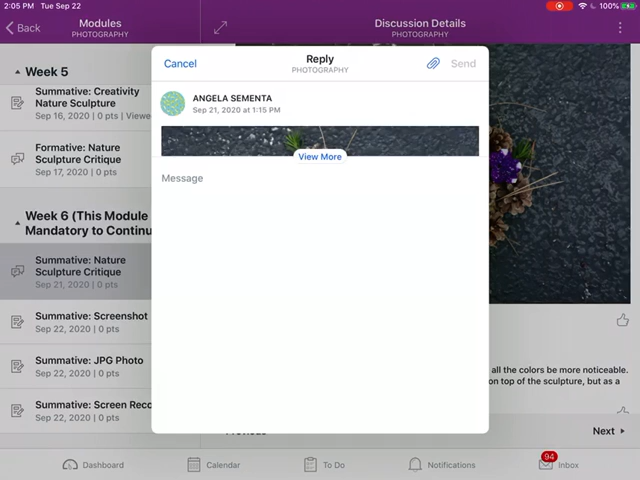 2:05 PM Tue Sep 22
100%
Back
Modules
PHOTOGRAPHY
Discussion Details
PHOTOGRAPHY
Week 5
Summative: Creativity
Nature Sculpture
Sep 16, 2020 | 0 pts | Viewe
Formative: Nature
Sculpture Critique
Sep 17, 2020 | 0 pts
Week 6 (This Module
Mandatory to Continu
Summative: Nature
Sculpture Critique
Sep 21, 2020 | 0 pts
Summative: Screenshot
Sep 22, 2020 | 0 pts
Summative: JPG Photo
Sep 22, 2020 | 0 pts
Summative: Screen Reco
Sep 22, 2020 | 0 pts
Cancel
Reply
PHOTOGRAPHY
Send
ANGELA SEMENTA
Sep 21, 2020 at 1:15 PM
View More
Message
all the colors be more noticeable.
on top of the sculpture, but as a
Next
Dashboard
Calendar
To Do
Notifications
94
Inbox